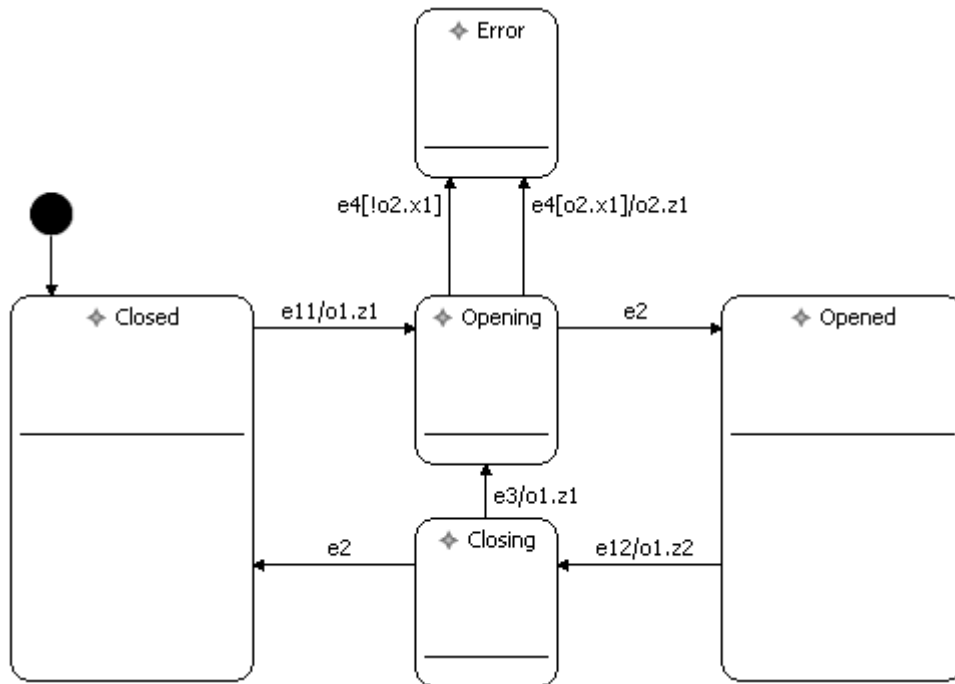 Error
e4[!o2.x1]
e4[o2.x1]/o2.z1
Closed
e11/o1.z1
Opening
e2
Opened
e3/o1.z1
Closing
e2
e12/o1.z2